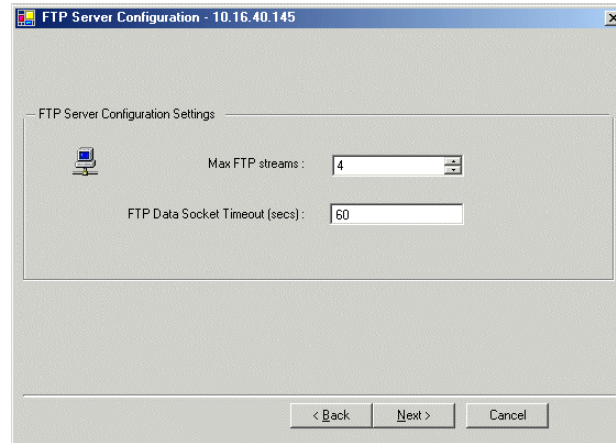 FTP Server Configuration - 10.16.40.145
FTP Server Configuration Settings
Max FTP streams : 4
FTP Data Socket Timeout (secs) : 60
< Back Next > Cancel